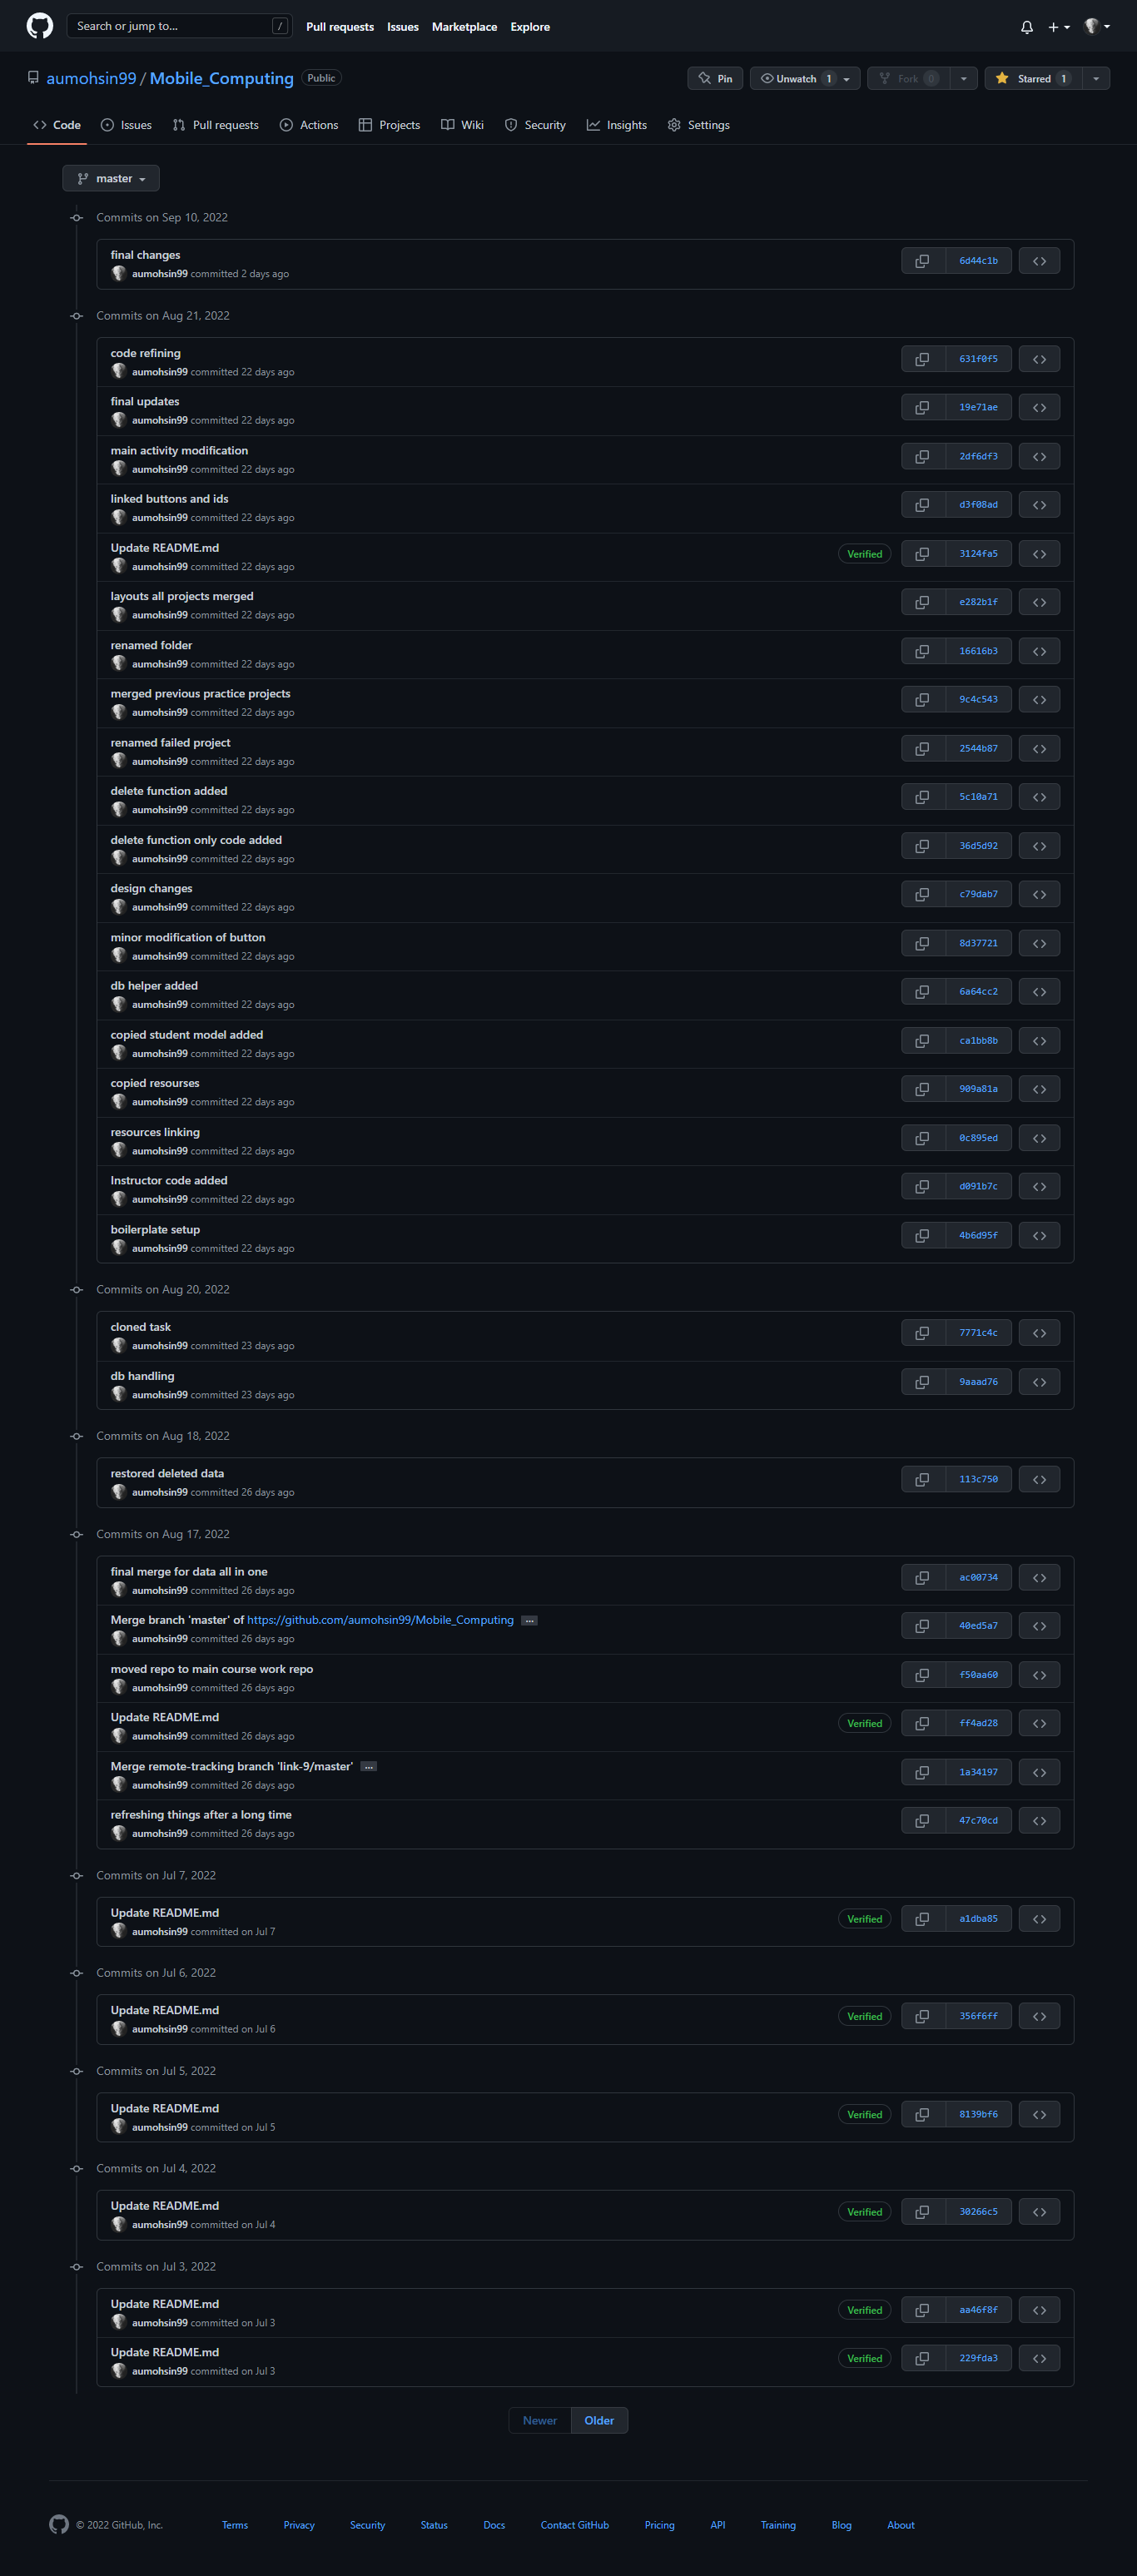 Search or jump to... /
Pull requests Issues Marketplace Explore
aumohsin99 / Mobile_Computing Public
Pin Unwatch 1 Fork 0 Starred 1
Code Issues Pull requests Actions Projects Wiki Security Insights Settings
master
Commits on Sep 10, 2022
final changes
aumohsin99 committed 2 days ago
6d44c1b
Commits on Aug 21, 2022
code refining
aumohsin99 committed 22 days ago
631f0f5
final updates
aumohsin99 committed 22 days ago
19e71ae
main activity modification
aumohsin99 committed 22 days ago
2df6df3
linked buttons and ids
aumohsin99 committed 22 days ago
d3f08ad
Update README.md
aumohsin99 committed 22 days ago
Verified 3124fa5
layouts all projects merged
aumohsin99 committed 22 days ago
e282b1f
renamed folder
aumohsin99 committed 22 days ago
16616b3
merged previous practice projects
aumohsin99 committed 22 days ago
9c4c543
renamed failed project
aumohsin99 committed 22 days ago
2544b87
delete function added
aumohsin99 committed 22 days ago
5c10a71
delete function only code added
aumohsin99 committed 22 days ago
36d5d92
design changes
aumohsin99 committed 22 days ago
c79dab7
minor modification of button
aumohsin99 committed 22 days ago
8d37721
db helper added
aumohsin99 committed 22 days ago
6a64cc2
copied student model added
aumohsin99 committed 22 days ago
ca1bb8b
copied resourses
aumohsin99 committed 22 days ago
909a81a
resources linking
aumohsin99 committed 22 days ago
0c895ed
Instructor code added
aumohsin99 committed 22 days ago
d091b7c
boilerplate setup
aumohsin99 committed 22 days ago
4b6d95f
Commits on Aug 20, 2022
cloned task
aumohsin99 committed 23 days ago
7771c4c
db handling
aumohsin99 committed 23 days ago
9aaad76
Commits on Aug 18, 2022
restored deleted data
aumohsin99 committed 26 days ago
113c750
Commits on Aug 17, 2022
final merge for data all in one
aumohsin99 committed 26 days ago
ac00734
Merge branch 'master' of https://github.com/aumohsin99/Mobile_Computing ...
aumohsin99 committed 26 days ago
40ed5a7
moved repo to main course work repo
aumohsin99 committed 26 days ago
f50aa60
Update README.md
aumohsin99 committed 26 days ago
Verified ff4ad28
Merge remote-tracking branch 'link-9/master' ...
aumohsin99 committed 26 days ago
1a34197
refreshing things after a long time
aumohsin99 committed 26 days ago
47c70cd
Commits on Jul 7, 2022
Update README.md
aumohsin99 committed on Jul 7
Verified a1dba85
Commits on Jul 6, 2022
Update README.md
aumohsin99 committed on Jul 6
Verified 356f6ff
Commits on Jul 5, 2022
Update README.md
aumohsin99 committed on Jul 5
Verified 8139bf6
Commits on Jul 4, 2022
Update README.md
aumohsin99 committed on Jul 4
Verified 30266c5
Commits on Jul 3, 2022
Update README.md
aumohsin99 committed on Jul 3
Verified aa46f8f
Update README.md
aumohsin99 committed on Jul 3
Verified 229fda3
Newer Older
© 2022 GitHub, Inc. Terms Privacy Security Status Docs Contact GitHub Pricing API Training Blog About